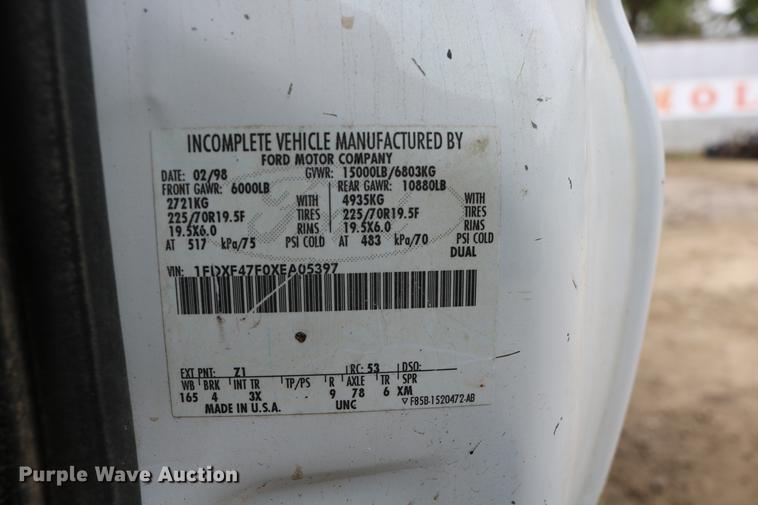 INCOMPLETE VEHICLE MANUFACTURED BY
FORD MOTOR COMPANY
DATE: 02/98 GVWR: 15000LB/6803KG
FRONT GAWR: 6000LB REAR GAWR: 10880LB
2721KG WITH 4935KG WITH
225/70R19.5F TIRES 225/70R19.5F TIRES
19.5X6.0 RIMS 19.5X6.0 RIMS
AT 517 kPa/75 PSI COLD AT 483 kPa/70 PSI COLD
DUAL
VIN: 1FDXF47F0XEA05397
EXT PNT: Z1 RC: 53 DSO:
WB BRK INT TR TP/PS R AXLE TR SPR
165 4 3X 9 78 6 XM
MADE IN U.S.A. UNC F85B-1520472-AB
MOL
Purple Wave Auction